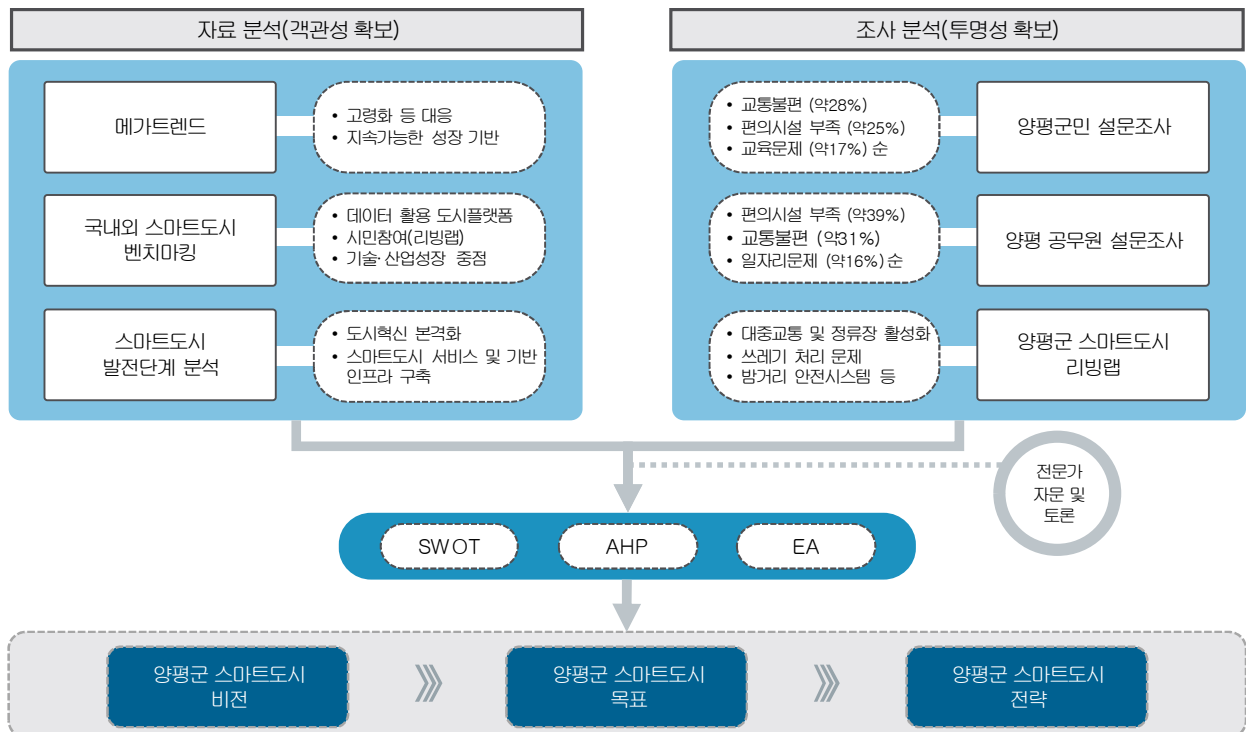 자료 분석(객관성 확보)
메가트렌드
• 고령화 등 대응
• 지속가능한 성장 기반
국내외 스마트도시
벤치마킹
• 데이터 활용 도시플랫폼
• 시민참여(리빙랩)
• 기술·산업성장 중점
스마트도시
발전단계 분석
• 도시혁신 본격화
• 스마트도시 서비스 및 기반
인프라 구축
조사 분석(투명성 확보)
• 교통불편 (약28%)
• 편의시설 부족 (약25%)
• 교육문제 (약17%) 순
양평군민 설문조사
• 편의시설 부족 (약39%)
• 교통불편 (약31%)
• 일자리문제 (약16%) 순
양평 공무원 설문조사
• 대중교통 및 정류장 활성화
• 쓰레기 처리 문제
• 밤거리 안전시스템 등
양평군 스마트도시
리빙랩
전문가
자문 및
토론
SWOT
AHP
EA
양평군 스마트도시
비전
양평군 스마트도시
목표
양평군 스마트도시
전략